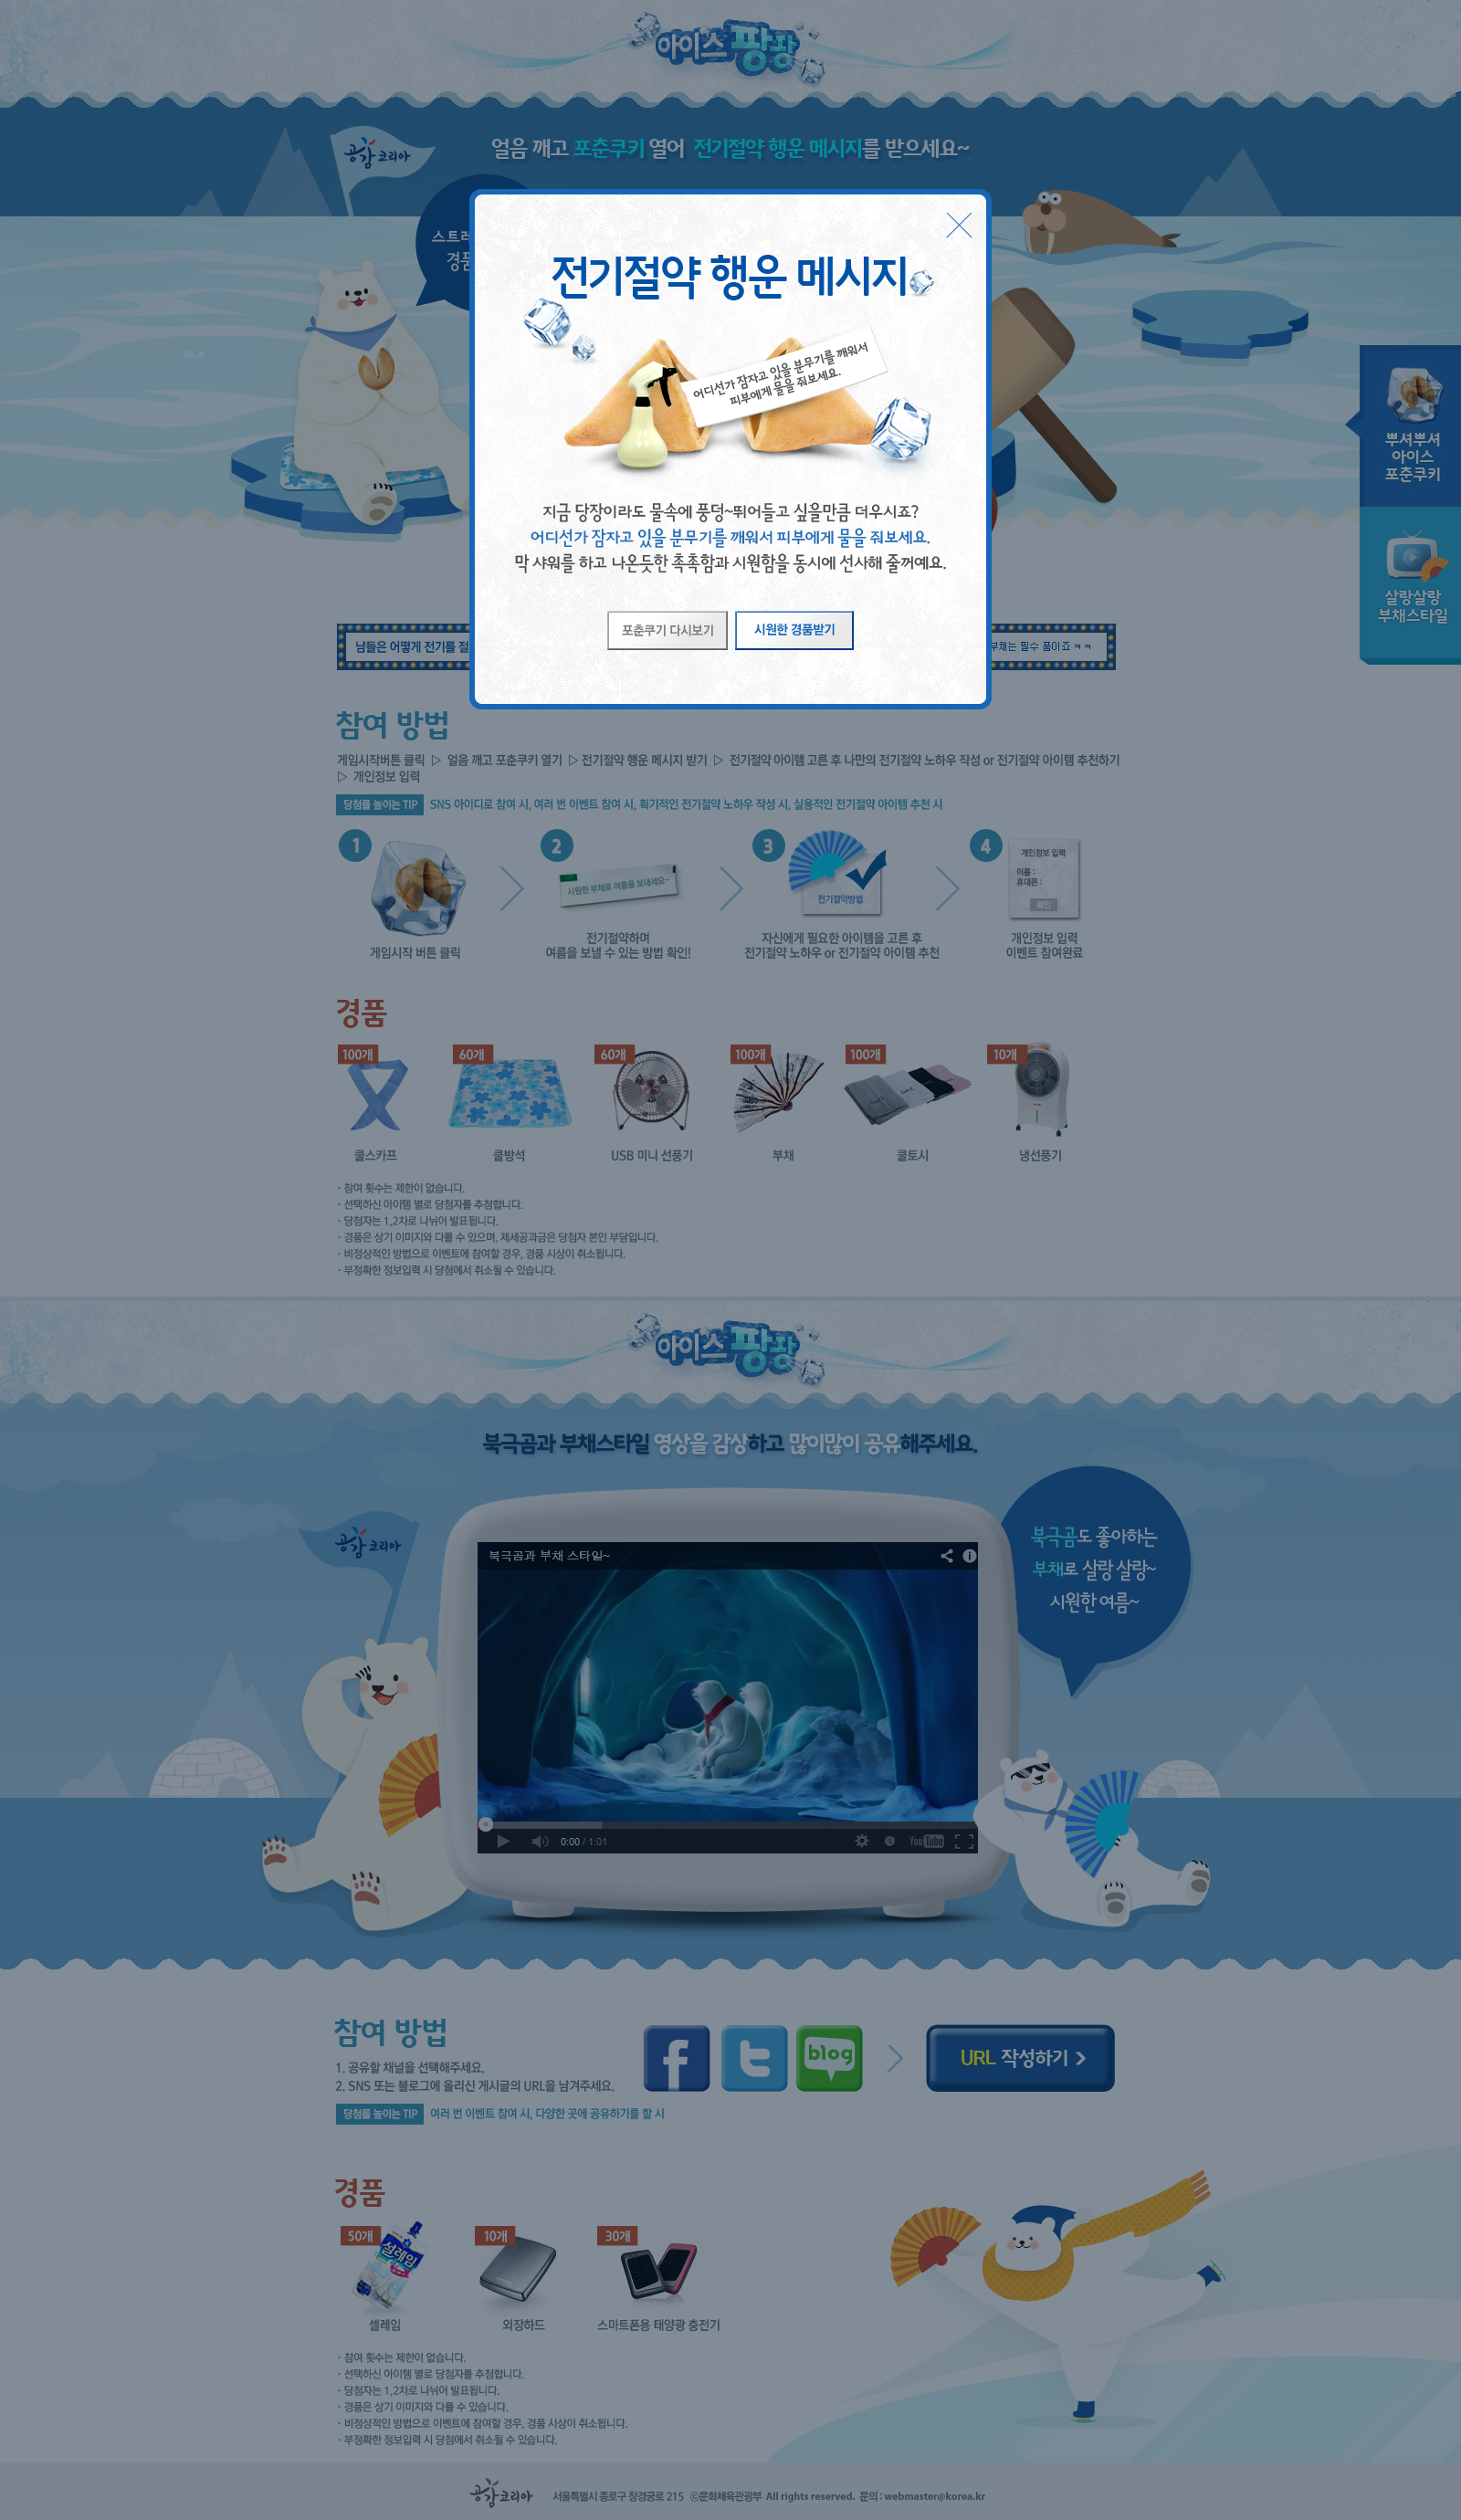 아이스 팡팡
공감코리아
얼음 깨고 포춘쿠키 열어 전기절약 행운 메시지를 받으세요~
스트레
경품
전기절약 행운 메시지
어디선가 잠자고 있을 분무기를 깨워서
피부에게 물을 줘보세요.
지금 당장이라도 물속에 풍덩~뛰어들고 싶을만큼 더우시죠?
어디선가 잠자고 있을 분무기를 깨워서 피부에게 물을 줘보세요.
막 샤워를 하고 나온듯한 촉촉함과 시원함을 동시에 선사해 줄꺼예요.
포춘쿠기 다시보기
시원한 경품받기
뿌셔뿌셔
아이스
포춘쿠키
살랑살랑
부채스타일
남들은 어떻게 전기를 절
부채는 필수 품이죠 ㅋㅋ
참여 방법
게임시작버튼 클릭 ▷ 얼음 깨고 포춘쿠키 열기 ▷ 전기절약 행운 메시지 받기 ▷ 전기절약 아이템 고른 후 나만의 전기절약 노하우 작성 or 전기절약 아이템 추천하기
▷ 개인정보 입력
당첨률 높이는 TIP SNS 아이디로 참여 시, 여러 번 이벤트 참여 시, 획기적인 전기절약 노하우 작성 시, 실용적인 전기절약 아이템 추천 시
1
2
3
4
시원한 부채로 여름을 보내세요~
전기절약방법
개인정보 입력
이름 :
휴대폰 :
확인
게임시작 버튼 클릭
전기절약하며
여름을 보낼 수 있는 방법 확인!
자신에게 필요한 아이템을 고른 후
전기절약 노하우 or 전기절약 아이템 추천
개인정보 입력
이벤트 참여완료
경품
100개
60개
60개
100개
100개
10개
쿨스카프
쿨방석
USB 미니 선풍기
부채
쿨토시
냉선풍기
· 참여 횟수는 제한이 없습니다.
· 선택하신 아이템 별로 당첨자를 추첨합니다.
· 당첨자는 1,2차로 나뉘어 발표됩니다.
· 경품은 상기 이미지와 다를 수 있으며, 제세공과금은 당첨자 본인 부담입니다.
· 비정상적인 방법으로 이벤트에 참여할 경우, 경품 시상이 취소됩니다.
· 부정확한 정보입력 시 당첨에서 취소될 수 있습니다.
아이스 팡팡
북극곰과 부채스타일 영상을 감상하고 많이많이 공유해주세요.
공감코리아
북극곰과 부채 스타일~
북극곰도 좋아하는
부채로 살랑 살랑~
시원한 여름~
0:00 / 1:01
YouTube
참여 방법
1. 공유할 채널을 선택해주세요.
2. SNS 또는 블로그에 올리신 게시글의 URL을 남겨주세요.
당첨률 높이는 TIP 여러 번 이벤트 참여 시, 다양한 곳에 공유하기를 할 시
f
t
blog
URL 작성하기
경품
50개
10개
30개
설레임
셀레임
외장하드
스마트폰용 태양광 충전기
· 참여 횟수는 제한이 없습니다.
· 선택하신 아이템 별로 당첨자를 추첨합니다.
· 당첨자는 1,2차로 나뉘어 발표됩니다.
· 경품은 상기 이미지와 다를 수 있습니다.
· 비정상적인 방법으로 이벤트에 참여할 경우, 경품 시상이 취소됩니다.
· 부정확한 정보입력 시 당첨에서 취소될 수 있습니다.
공감코리아
서울특별시 종로구 창경궁로 215 ⓒ문화체육관광부 All rights reserved. 문의 : webmaster@korea.kr